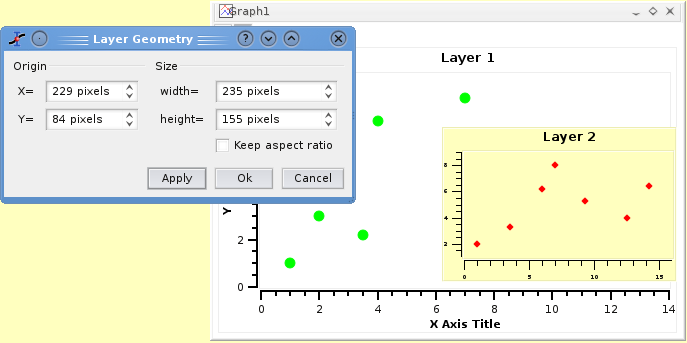 Graph1
Layer Geometry
Origin
Size
X= 229 pixels
width= 235 pixels
Y= 84 pixels
height= 155 pixels
Keep aspect ratio
Apply
Ok
Cancel
Layer 1
Layer 2
8
6
4
2
0 5 10 15
Y
2
0
0 2 4 6 8 10 12 14
X Axis Title